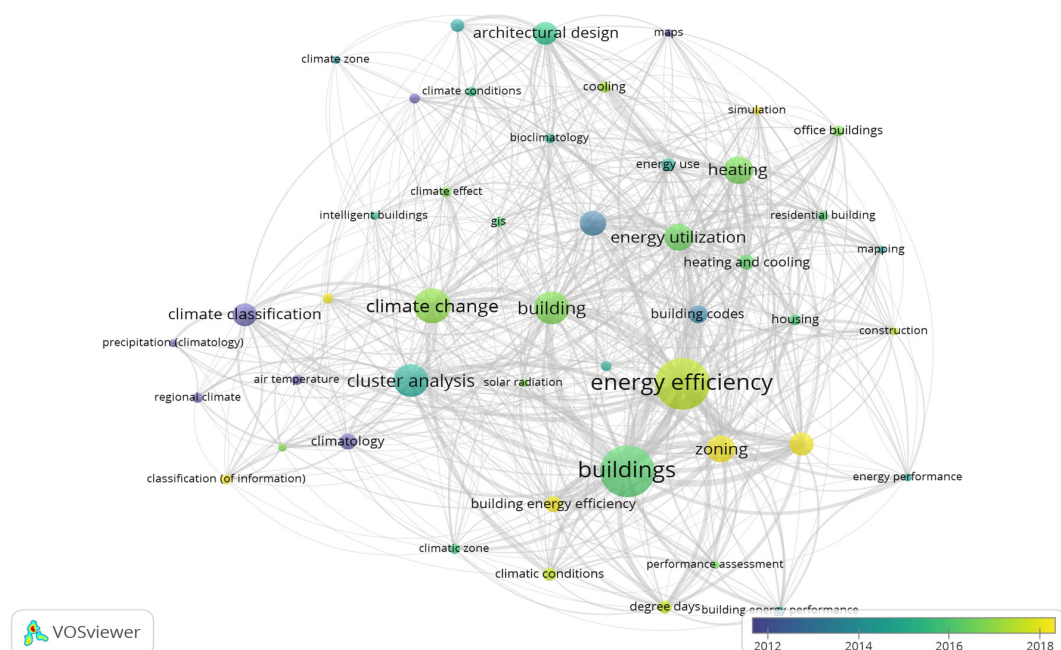 architectural design
maps
climate zone
climate conditions
cooling
simulation
office buildings
bioclimatology
energy use
heating
climate effect
intelligent buildings
gis
residential building
energy utilization
mapping
heating and cooling
climate change
building
climate classification
building codes
housing
construction
precipitation (climatology)
air temperature
cluster analysis
solar radiation
energy efficiency
regional climate
climatology
zoning
buildings
classification (of information)
energy performance
building energy efficiency
climatic zone
climatic conditions
performance assessment
degree days
building energy performance
VOSviewer
2012 2014 2016 2018